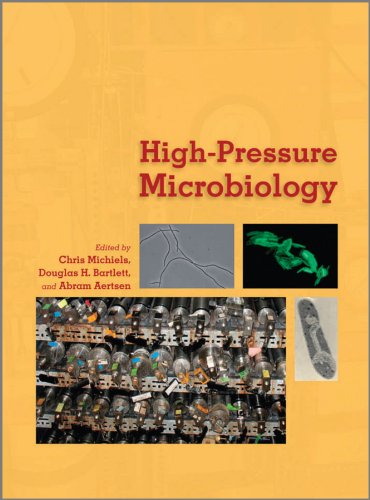 High-Pressure
Microbiology
Edited by
Chris Michiels,
Douglas H. Bartlett,
and Abram Aertsen